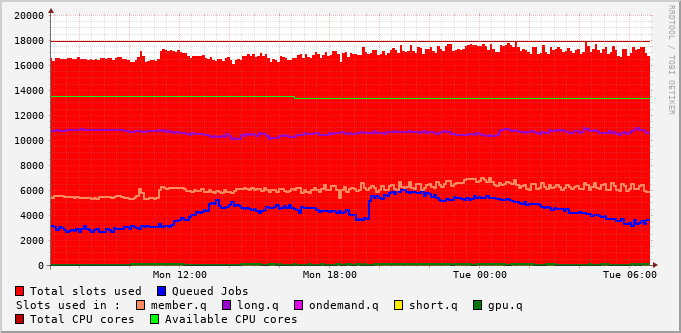 RRDTOOL / TOBI OETIKER
20000
18000
16000
14000
12000
10000
8000
6000
4000
2000
0
Mon 12:00 Mon 18:00 Tue 00:00 Tue 06:00
Total slots used Queued Jobs
Slots used in : member.q long.q ondemand.q short.q gpu.q
Total CPU cores Available CPU cores